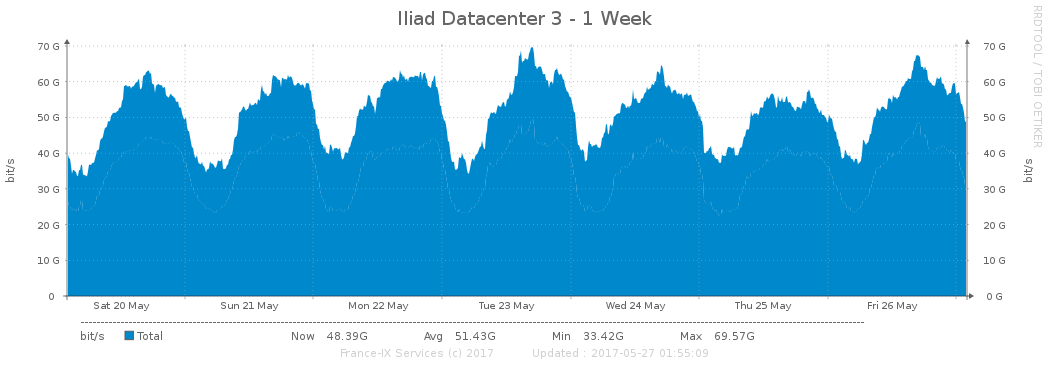 Iliad Datacenter 3 - 1 Week
RRDTOOL / TOBI OETIKER
70 G 70 G
60 G 60 G
50 G 50 G
40 G 40 G
30 G 30 G
20 G 20 G
10 G 10 G
0 0 G
bit/s bit/s
Sat 20 May Sun 21 May Mon 22 May Tue 23 May Wed 24 May Thu 25 May Fri 26 May
bit/s Total Now 48.39G Avg 51.43G Min 33.42G Max 69.57G
France-IX Services (c) 2017 Updated : 2017-05-27 01:55:09